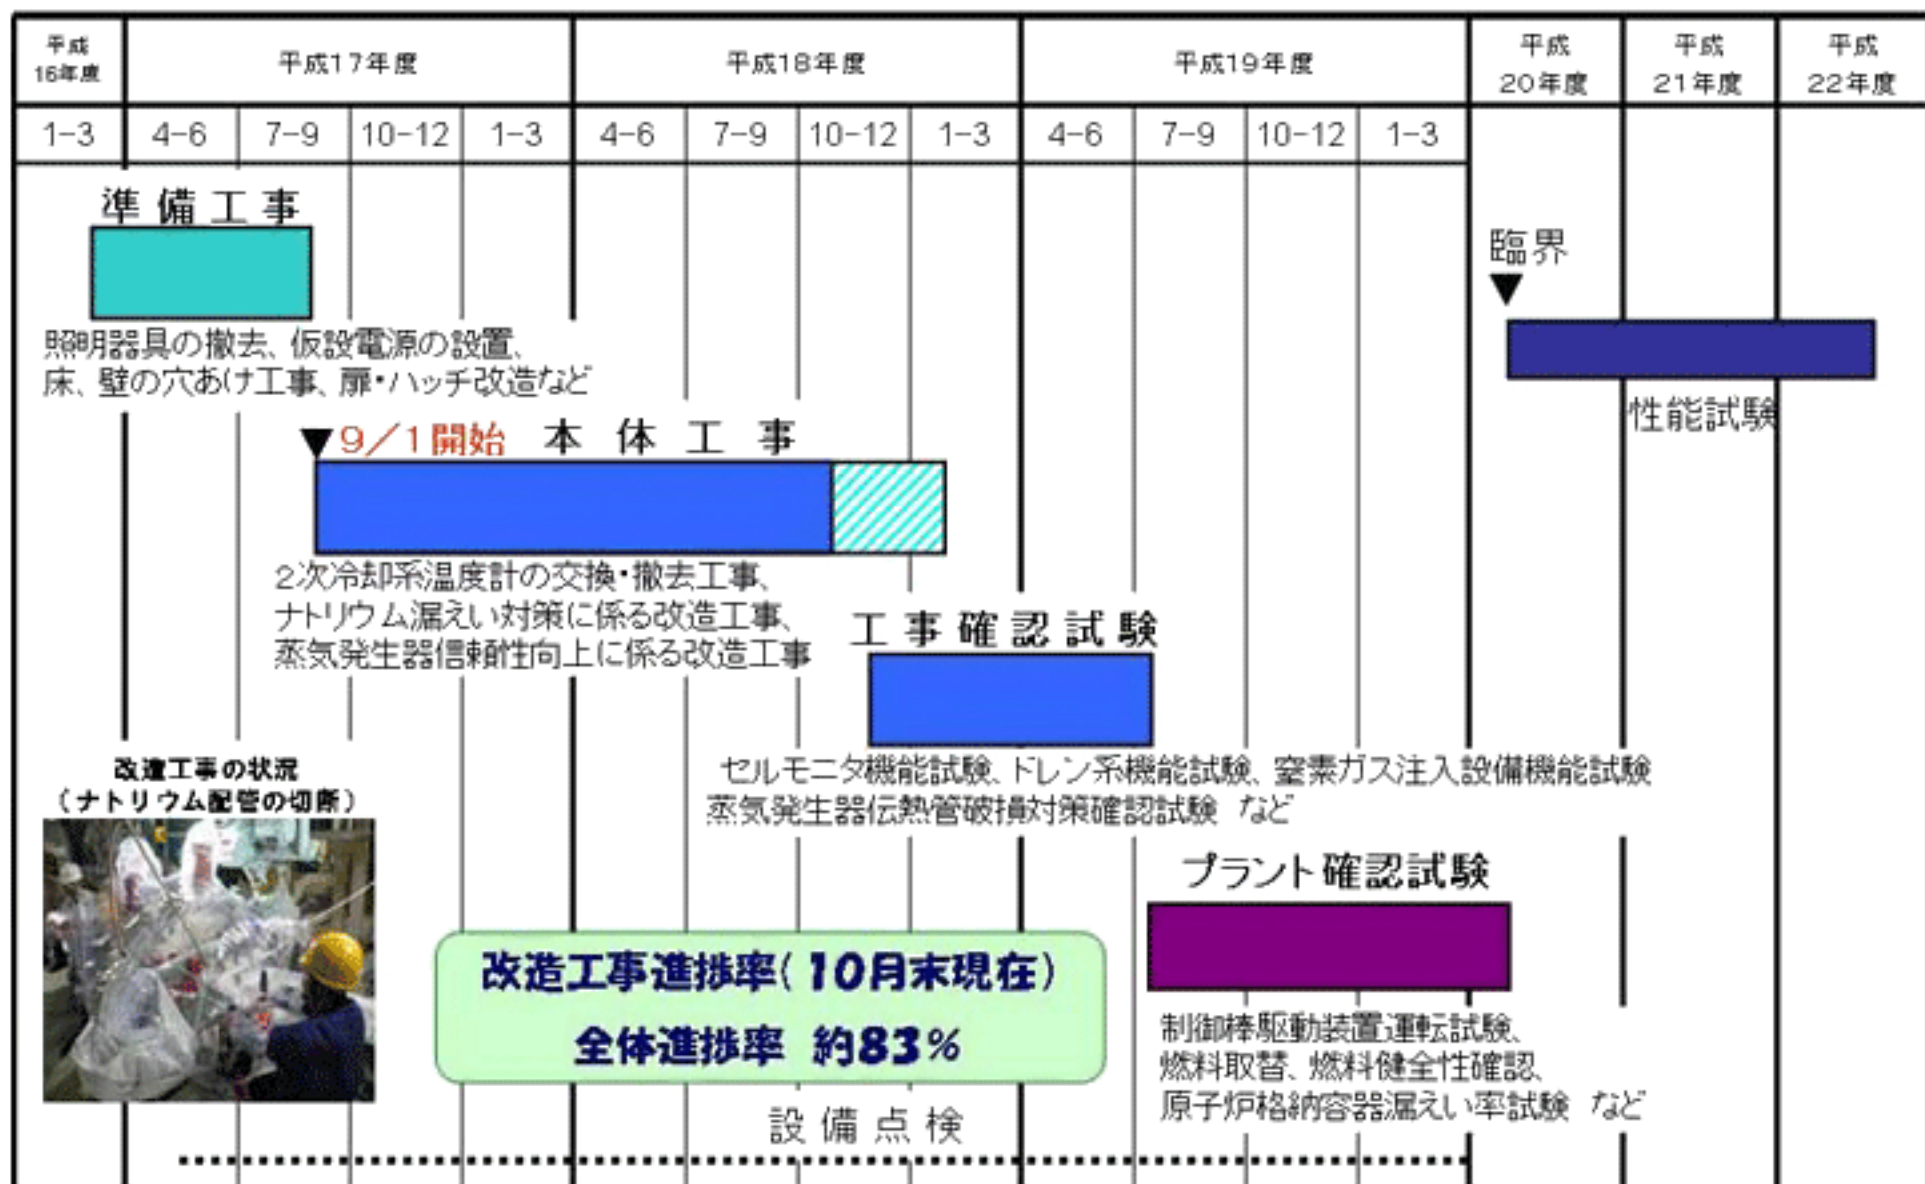 平成
16年度
平成17年度
平成18年度
平成19年度
平成
20年度
平成
21年度
平成
22年度
1-3
4-6
7-9
10-12
1-3
4-6
7-9
10-12
1-3
4-6
7-9
10-12
1-3
準備工事
照明器具の撤去、仮設電源の設置、
床、壁の穴あけ工事、扉・ハッチ改造など
臨界
性能試験
9/1開始
本体工事
2次冷却系温度計の交換・撤去工事、
ナトリウム漏えい対策に係る改造工事、
蒸気発生器信頼性向上に係る改造工事
工事確認試験
セルモニタ機能試験、ドレン系機能試験、窒素ガス注入設備機能試験
蒸気発生器伝熱管破損対策確認試験 など
改造工事の状況
(ナトリウム配管の切断)
プラント確認試験
制御棒駆動装置運転試験、
燃料取替、燃料健全性確認、
原子炉格納容器漏えい率試験 など
改造工事進捗率(10月末現在)
全体進捗率 約83%
設備点検